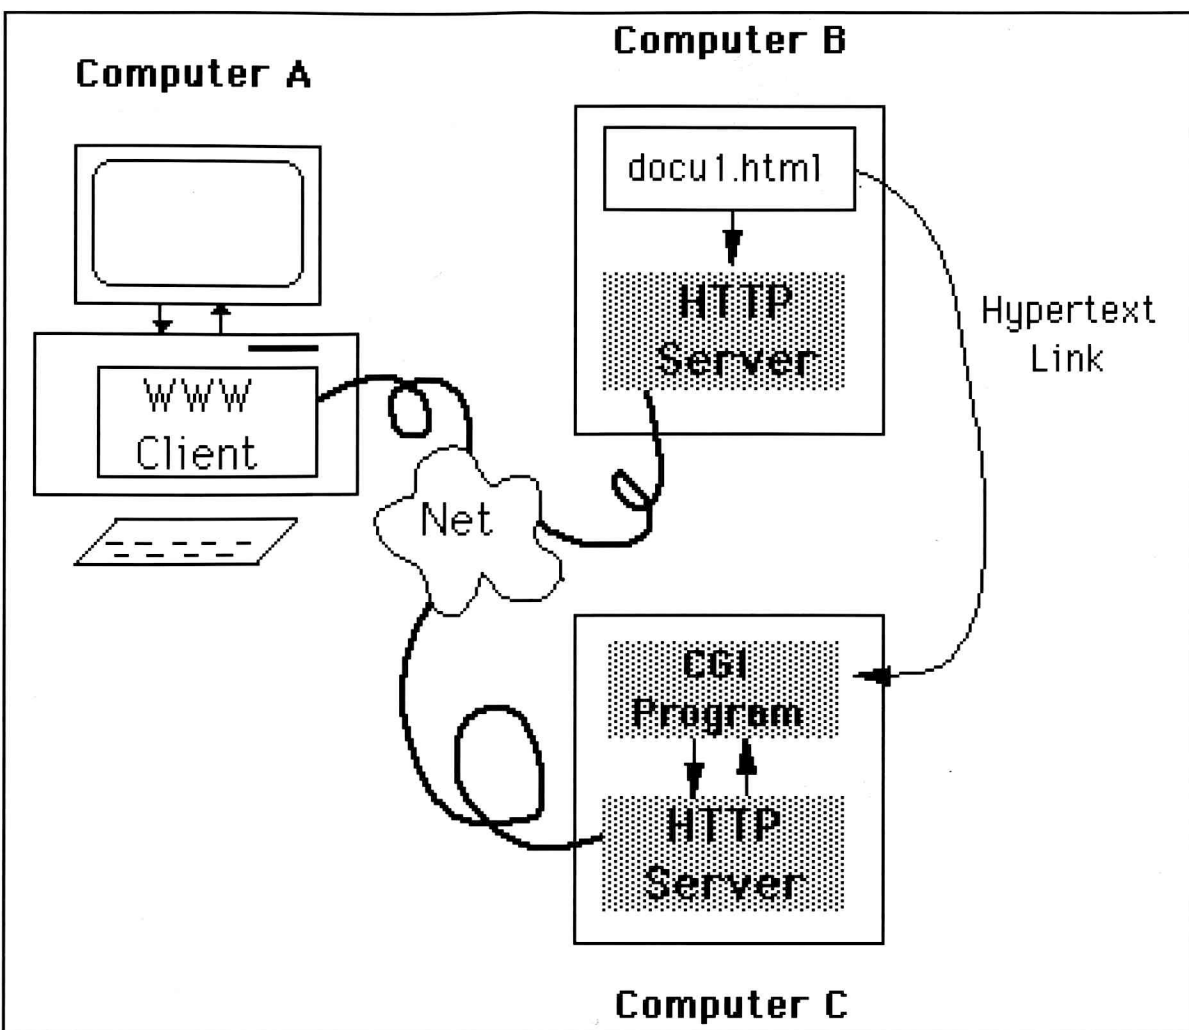 Computer A
WWW
Client
Net
Computer B
docu1.html
HTTP
Server
Hypertext
Link
CGI
Program
HTTP
Server
Computer C